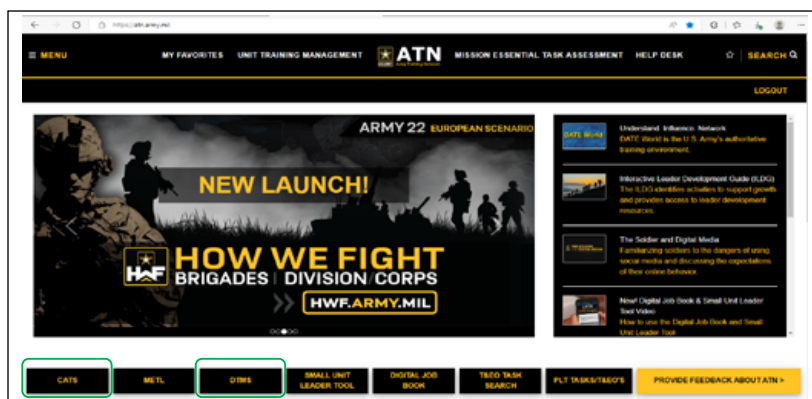 https://atn.army.mil
MENU
MY FAVORITES
UNIT TRAINING MANAGEMENT
ATN
MISSION ESSENTIAL TASK ASSESSMENT
HELP DESK
SEARCH
LOGOUT
ARMY 22 EUROPEAN SCENARIO
NEW LAUNCH!
HWF
HOW WE FIGHT
BRIGADES | DIVISION/CORPS
HWF.ARMY.MIL
DATE World
Understand. Influence. Network
DATE World is the U.S. Army's authoritative
training environment.
Interactive Leader Development Guide (ILDG)
The ILDG identifies activities to support growth
and provides access to leader development
resources.
The Soldier and Digital Media
Familiarizing soldiers to the dangers of using
social media and discussing the expectations
of their online behavior.
New! Digital Job Book & Small Unit Leader
Tool Video
How to use the Digital Job Book and Small
Unit Leader Tool
CATS
METL
DTMS
SMALL UNIT
LEADER TOOL
DIGITAL JOB
BOOK
T&EO TASK
SEARCH
PLT TASKS/T&EO'S
PROVIDE FEEDBACK ABOUT ATN >